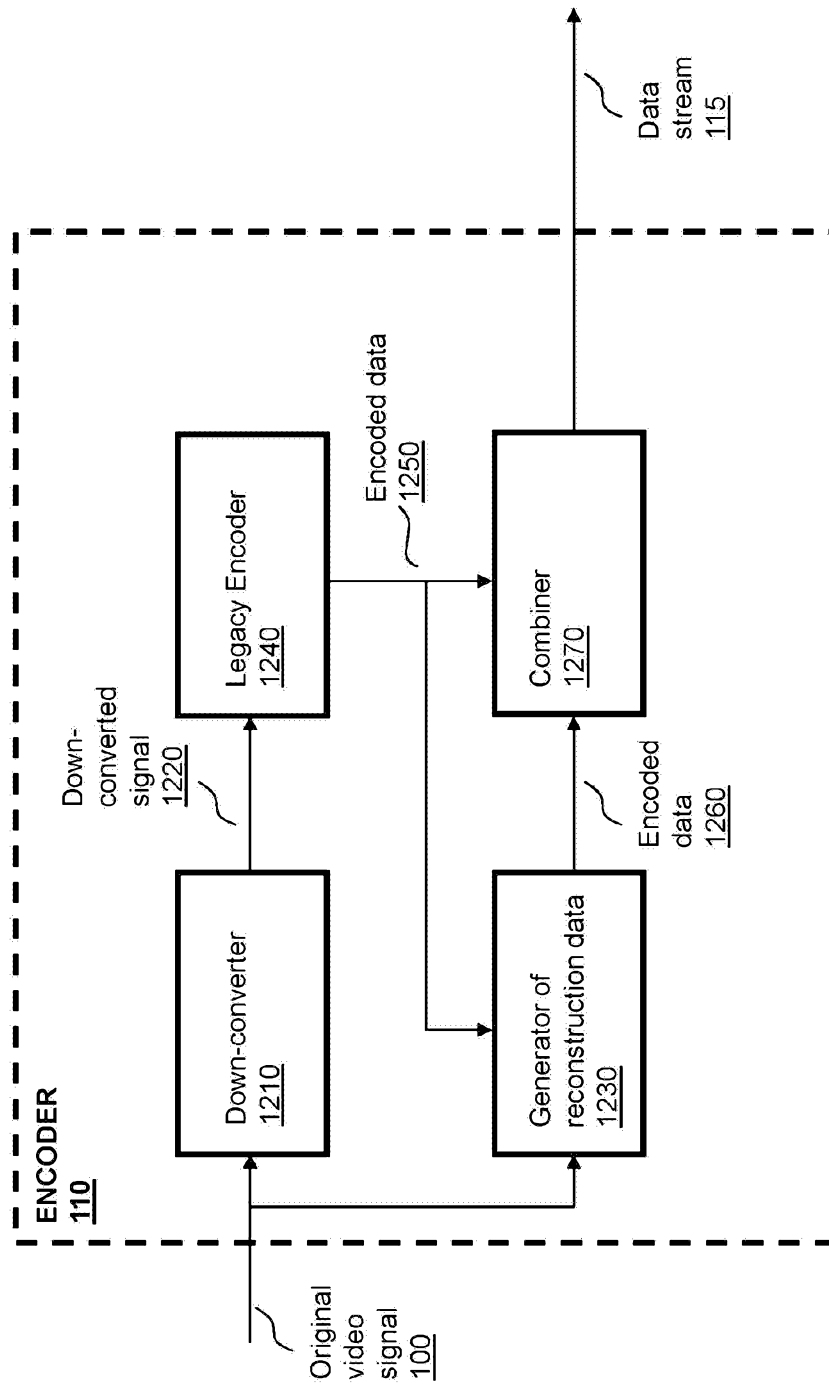 ENCODER
110
Original
video
signal
100
Down-converter
1210
Down-
converted
signal
1220
Legacy Encoder
1240
Encoded data
1250
Generator of
reconstruction data
1230
Encoded
data
1260
Combiner
1270
Data
stream
115